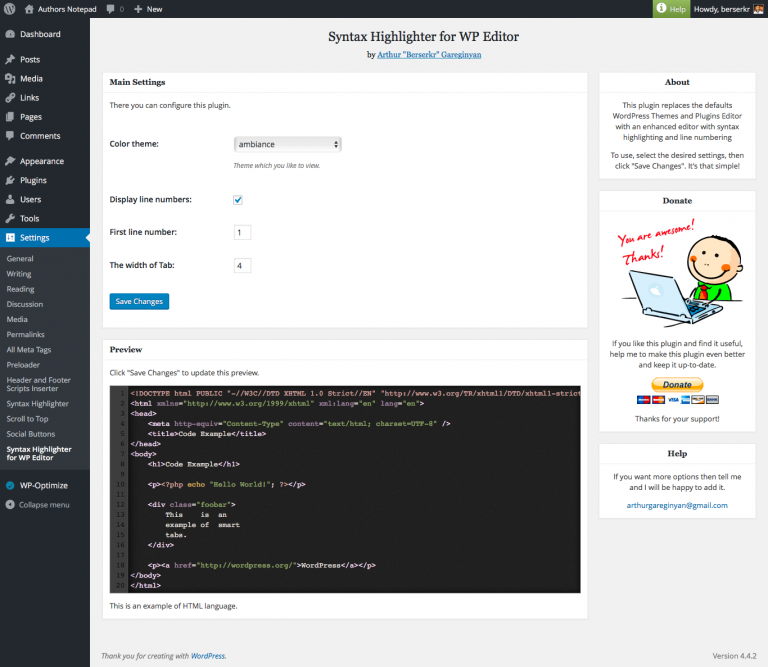 Authors Notepad 0 + New Help Howdy, berserkr
Dashboard
Posts
Media
Links
Pages
Comments
Appearance
Plugins
Users
Tools
Settings
General
Writing
Reading
Discussion
Media
Permalinks
All Meta Tags
Preloader
Header and Footer
Scripts Inserter
Syntax Highlighter
Scroll to Top
Social Buttons
Syntax Highlighter
for WP Editor
WP-Optimize
Collapse menu
Syntax Highlighter for WP Editor
by Arthur "Berserkr" Gareginyan
Main Settings
There you can configure this plugin.
Color theme: ambiance
Theme which you like to view.
Display line numbers:
First line number: 1
The width of Tab: 4
Save Changes
Preview
Click "Save Changes" to update this preview.
1 <!DOCTYPE html PUBLIC "-//W3C//DTD XHTML 1.0 Strict//EN" "http://www.w3.org/TR/xhtml1/DTD/xhtml1-strict
2 <html xmlns="http://www.w3.org/1999/xhtml" xml:lang="en" lang="en">
3 <head>
4 <meta http-equiv="Content-Type" content="text/html; charset=UTF-8" />
5 <title>Code Example</title>
6 </head>
7 <body>
8 <h1>Code Example</h1>
9
10 <p><?php echo "Hello World!"; ?></p>
11
12 <div class="foobar">
13 This is an
14 example of smart
15 tabs.
16 </div>
17
18 <p><a href="http://wordpress.org/">WordPress</a></p>
19 </body>
20 </html>
This is an example of HTML language.
About
This plugin replaces the defaults
WordPress Themes and Plugins Editor
with an enhanced editor with syntax
highlighting and line numbering
To use, select the desired settings, then
click "Save Changes". It's that simple!
Donate
You are awesome!
Thanks!
If you like this plugin and find it useful,
help me to make this plugin even better
and keep it up-to-date.
Donate
VISA
Thanks for your support!
Help
If you want more options then tell me
and I will be happy to add it.
arthurgareginyan@gmail.com
Thank you for creating with WordPress.
Version 4.4.2